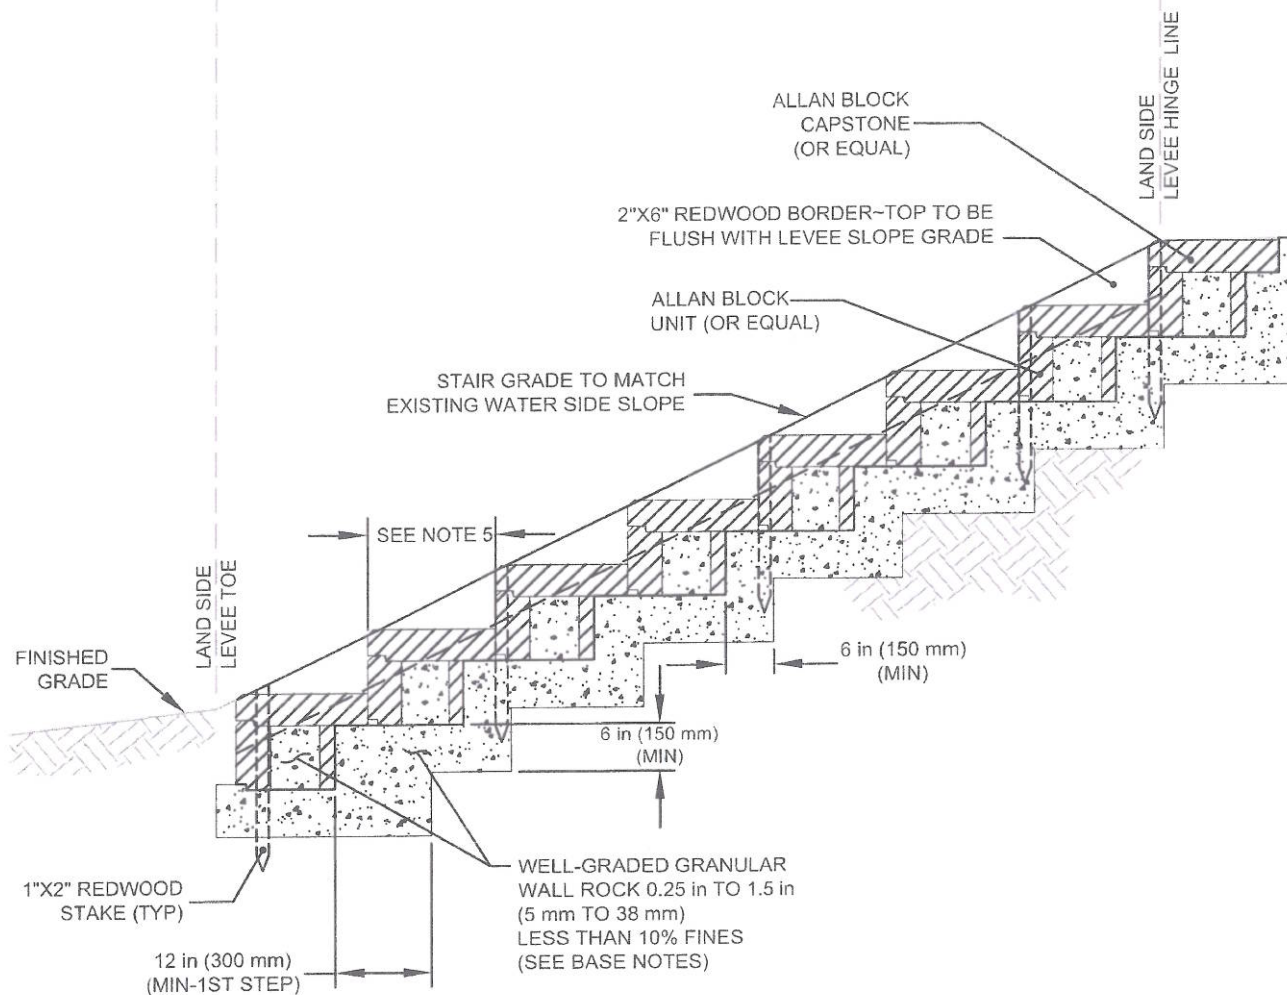 ALLAN BLOCK
CAPSTONE
(OR EQUAL)
LAND SIDE
LEVEE HINGE LINE
2"X6" REDWOOD BORDER~TOP TO BE
FLUSH WITH LEVEE SLOPE GRADE
ALLAN BLOCK
UNIT (OR EQUAL)
STAIR GRADE TO MATCH
EXISTING WATER SIDE SLOPE
SEE NOTE 5
LAND SIDE
LEVEE TOE
FINISHED
GRADE
6 in (150 mm)
(MIN)
6 in (150 mm)
(MIN)
1"X2" REDWOOD
STAKE (TYP)
WELL-GRADED GRANULAR
WALL ROCK 0.25 in TO 1.5 in
(5 mm TO 38 mm)
LESS THAN 10% FINES
(SEE BASE NOTES)
12 in (300 mm)
(MIN-1ST STEP)